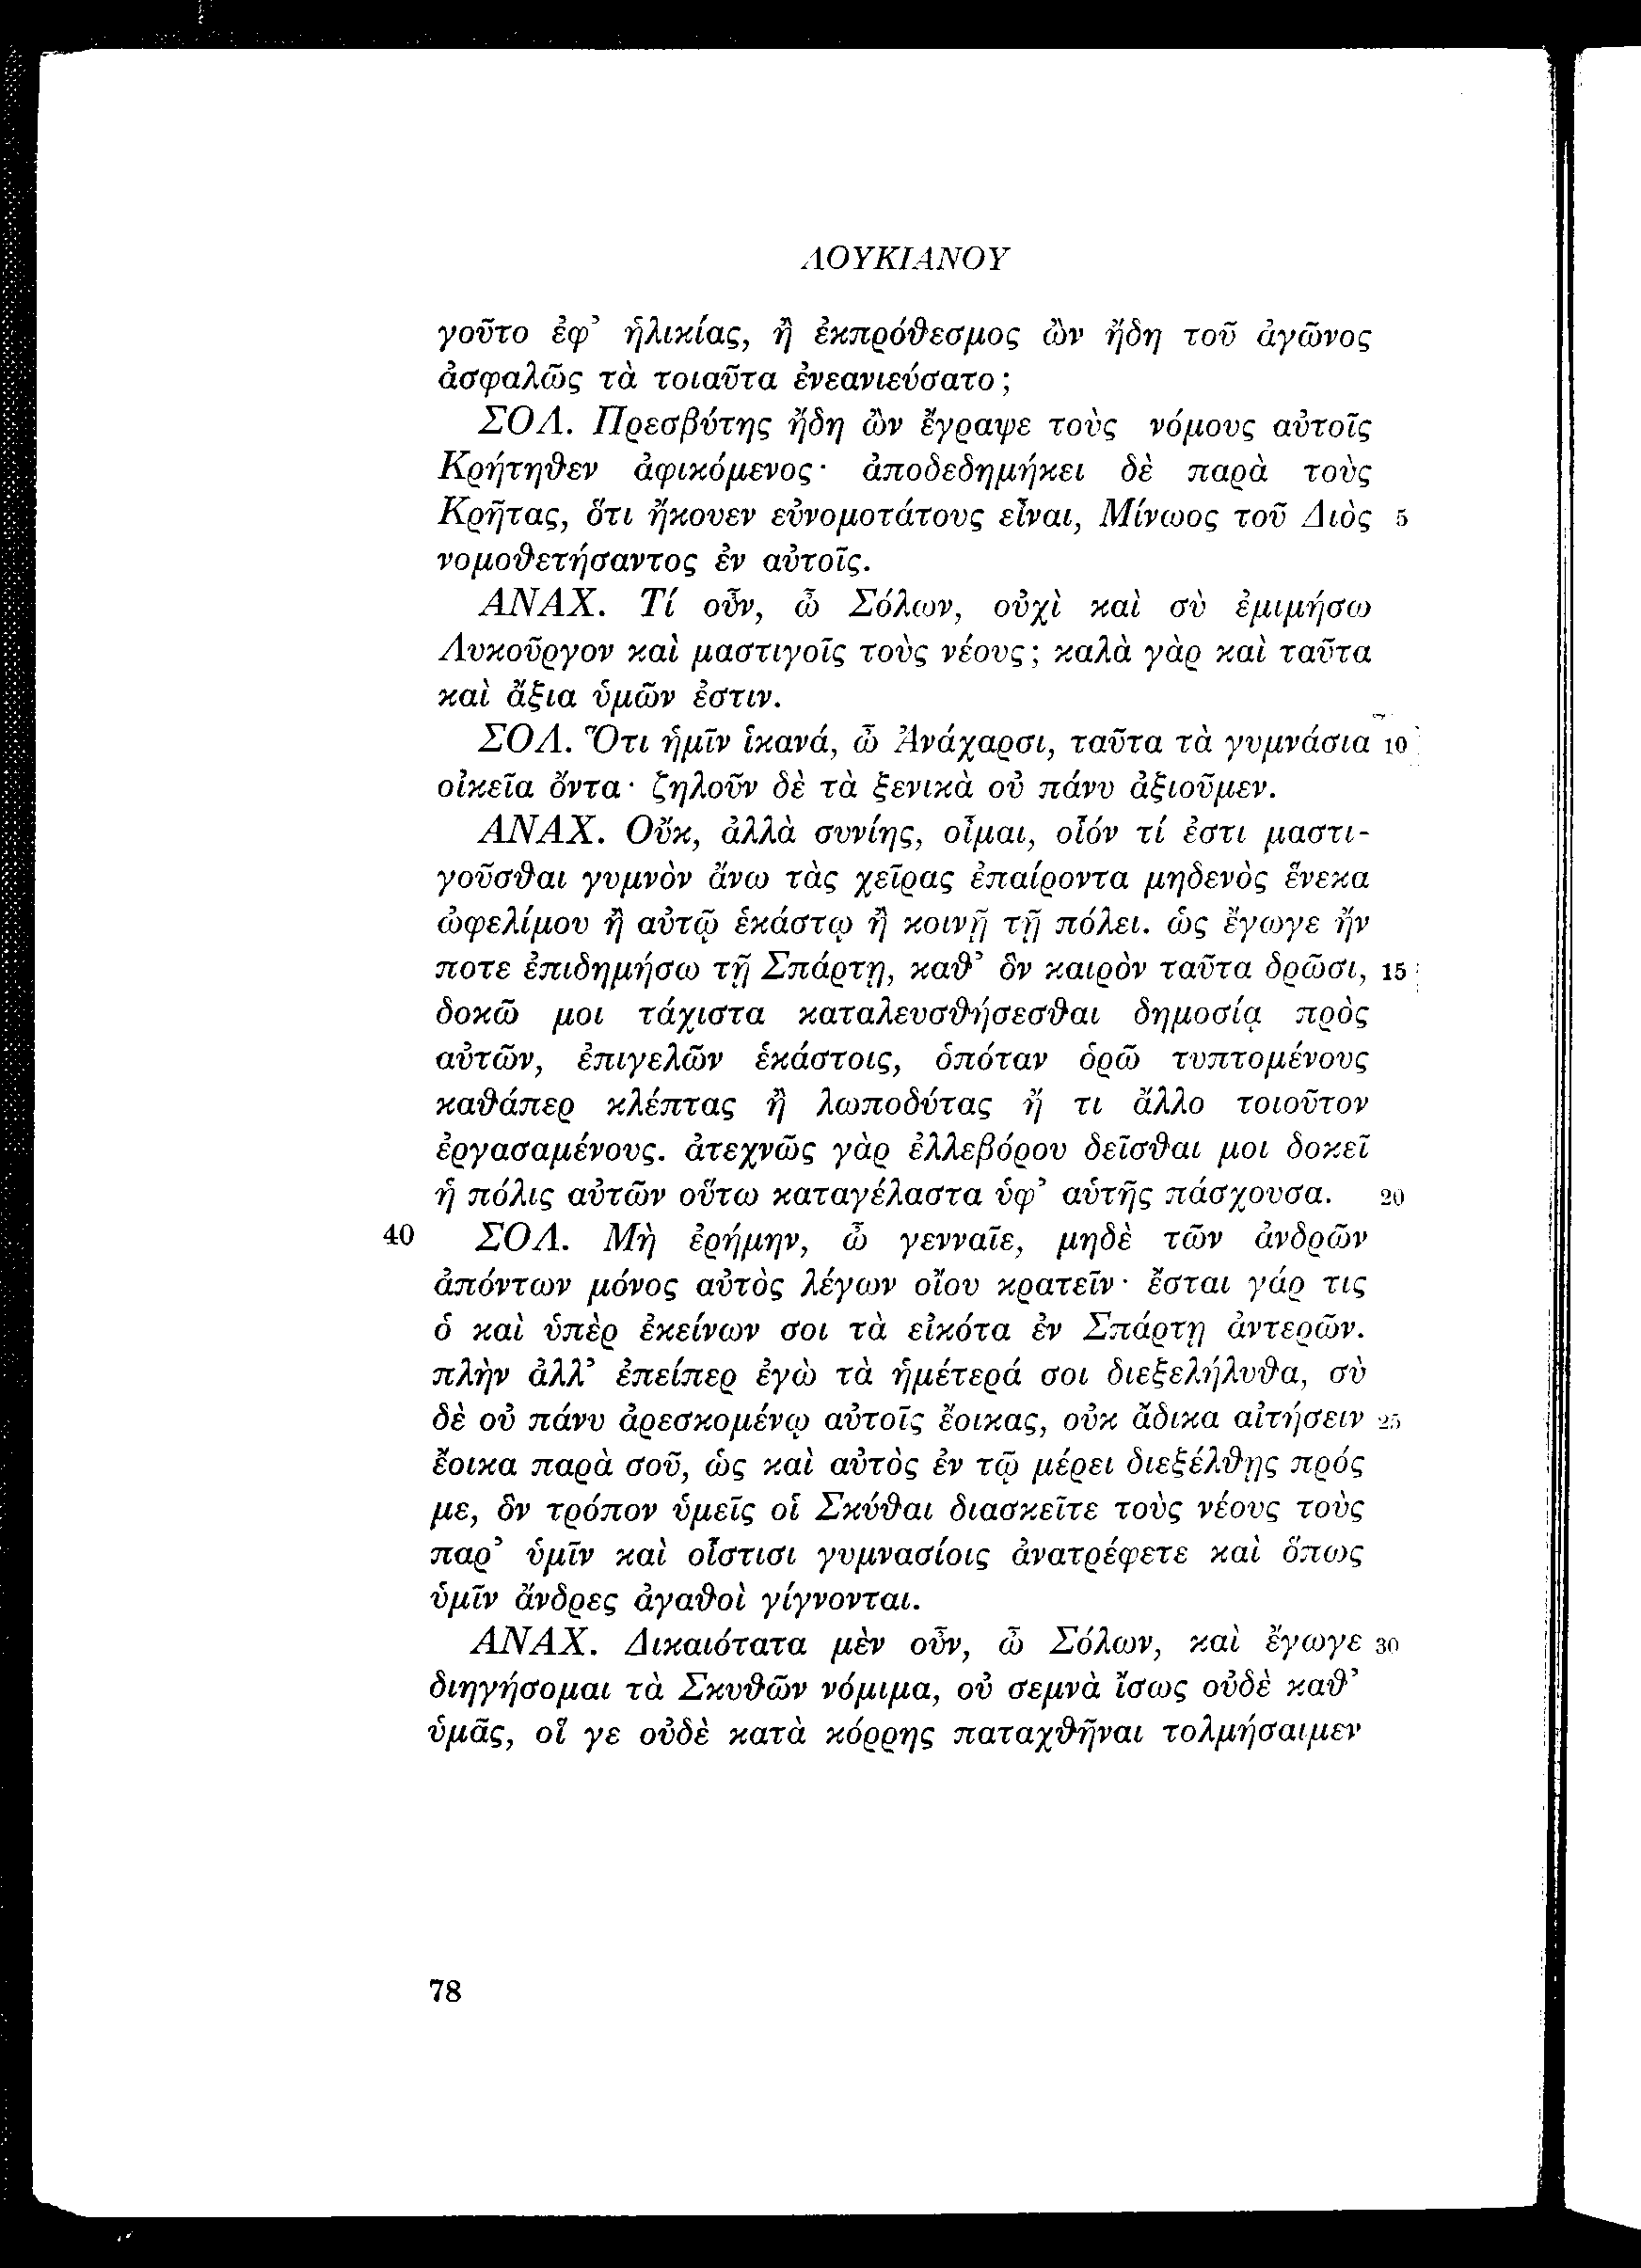 ΛΟΥΚΙΑΝΟΥ
γοῦτο ἐφ’ ἡλικίας, ἢ ἐκπρόθεσμος ὢν ἤδη τοῦ ἀγῶνος
ἀσφαλῶς τὰ τοιαῦτα ἐνεανιεύσατο;
ΣΟΛ. Πρεσβύτης ἤδη ὢν ἔγραψε τοὺς νόμους αὐτοῖς
Κρήτηθεν ἀφικόμενος· ἀποδεδημήκει δὲ παρὰ τοὺς
Κρῆτας, ὅτι ἤκουεν εὐνομοτάτους εἶναι, Μίνωος τοῦ Διὸς 5
νομοθετήσαντος ἐν αὐτοῖς.
ΑΝΑΧ. Τί οὖν, ὦ Σόλων, οὐχὶ καὶ σὺ ἐμιμήσω
Λυκοῦργον καὶ μαστιγοῖς τοὺς νέους; καλὰ γὰρ καὶ ταῦτα
καὶ ἄξια ὑμῶν ἐστιν.
ΣΟΛ. Ὅτι ἡμῖν ἱκανά, ὦ Ἀνάχαρσι, ταῦτα τὰ γυμνάσια 10
οἰκεῖα ὄντα· ζηλοῦν δὲ τὰ ξενικὰ οὐ πάνυ ἀξιοῦμεν.
ΑΝΑΧ. Οὔκ, ἀλλὰ συνίης, οἶμαι, οἷόν τί ἐστι μαστι-
γοῦσθαι γυμνὸν ἄνω τὰς χεῖρας ἐπαίροντα μηδενὸς ἕνεκα
ὠφελίμου ἢ αὐτῷ ἑκάστῳ ἢ κοινῇ τῇ πόλει. ὡς ἔγωγε ἤν
ποτε ἐπιδημήσω τῇ Σπάρτῃ, καθ’ ὃν καιρὸν ταῦτα δρῶσι, 15
δοκῶ μοι τάχιστα καταλευσθήσεσθαι δημοσίᾳ πρὸς
αὐτῶν, ἐπιγελῶν ἑκάστοις, ὁπόταν ὁρῶ τυπτομένους
καθάπερ κλέπτας ἢ λωποδύτας ἤ τι ἄλλο τοιοῦτον
ἐργασαμένους. ἀτεχνῶς γὰρ ἐλλεβόρου δεῖσθαι μοι δοκεῖ
ἡ πόλις αὐτῶν οὕτω καταγέλαστα ὑφ’ αὑτῆς πάσχουσα. 20
40 ΣΟΛ. Μὴ ἐρήμην, ὦ γενναῖε, μηδὲ τῶν ἀνδρῶν
ἀπόντων μόνος αὐτὸς λέγων οἴου κρατεῖν· ἔσται γάρ τις
ὁ καὶ ὑπὲρ ἐκείνων σοι τὰ εἰκότα ἐν Σπάρτῃ ἀντερῶν.
πλὴν ἀλλ’ ἐπείπερ ἐγὼ τὰ ἡμέτερά σοι διεξελήλυθα, σὺ
δὲ οὐ πάνυ ἀρεσκομένῳ αὐτοῖς ἔοικας, οὐκ ἄδικα αἰτήσειν 25
ἔοικα παρὰ σοῦ, ὡς καὶ αὐτὸς ἐν τῷ μέρει διεξέλθῃς πρός
με, ὃν τρόπον ὑμεῖς οἱ Σκύθαι διασκεῖτε τοὺς νέους τοὺς
παρ’ ὑμῖν καὶ οἷστισι γυμνασίοις ἀνατρέφετε καὶ ὅπως
ὑμῖν ἄνδρες ἀγαθοὶ γίγνονται.
ΑΝΑΧ. Δικαιότατα μὲν οὖν, ὦ Σόλων, καὶ ἔγωγε 30
διηγήσομαι τὰ Σκυθῶν νόμιμα, οὐ σεμνὰ ἴσως οὐδὲ καθ’
ὑμᾶς, οἵ γε οὐδὲ κατὰ κόρρης παταχθῆναι τολμήσαιμεν
78